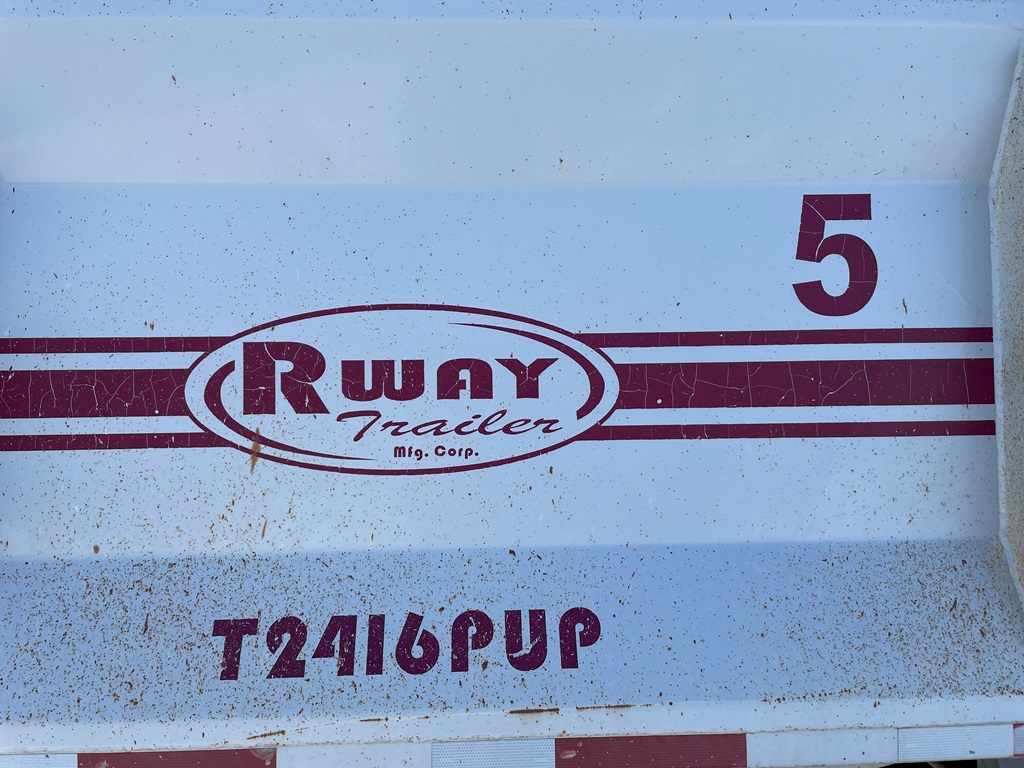 5
RWAY
Trailer
Mfg. Corp.
T2416PUP